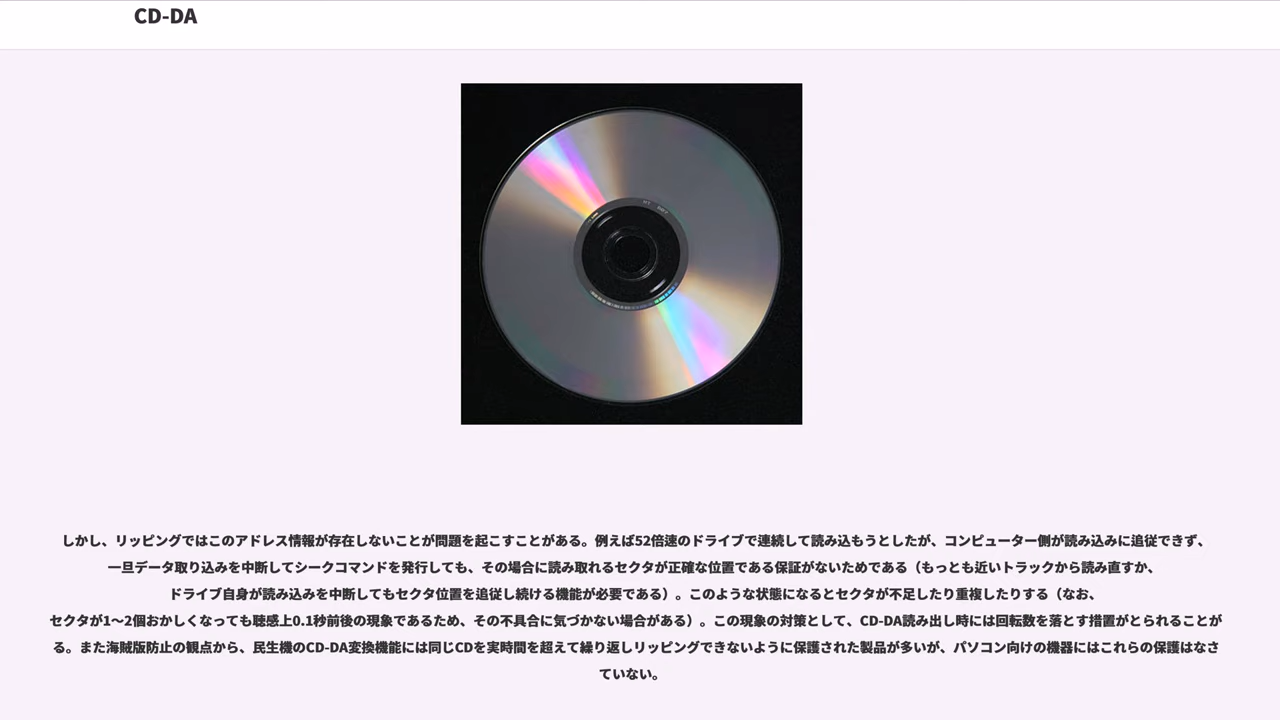 CD-DA
しかし、リッピングではこのアドレス情報が存在しないことが問題を起こすことがある。例えば52倍速のドライブで連続して読み込もうとしたが、コンピューター側が読み込みに追従できず、
一旦データ取り込みを中断してシークコマンドを発行しても、その場合に読み取れるセクタが正確な位置である保証がないためである（もっとも近いトラックから読み直すか、
ドライブ自身が読み込みを中断してもセクタ位置を追従し続ける機能が必要である）。このような状態になるとセクタが不足したり重複したりする（なお、
セクタが1〜2個おかしくなっても聴感上0.1秒前後の現象であるため、その不具合に気づかない場合がある）。この現象の対策として、CD-DA読み出し時には回転数を落とす措置がとられることが
る。また海賊版防止の観点から、民生機のCD-DA変換機能には同じCDを実時間を超えて繰り返しリッピングできないように保護された製品が多いが、パソコン向けの機器にはこれらの保護はなさ
ていない。